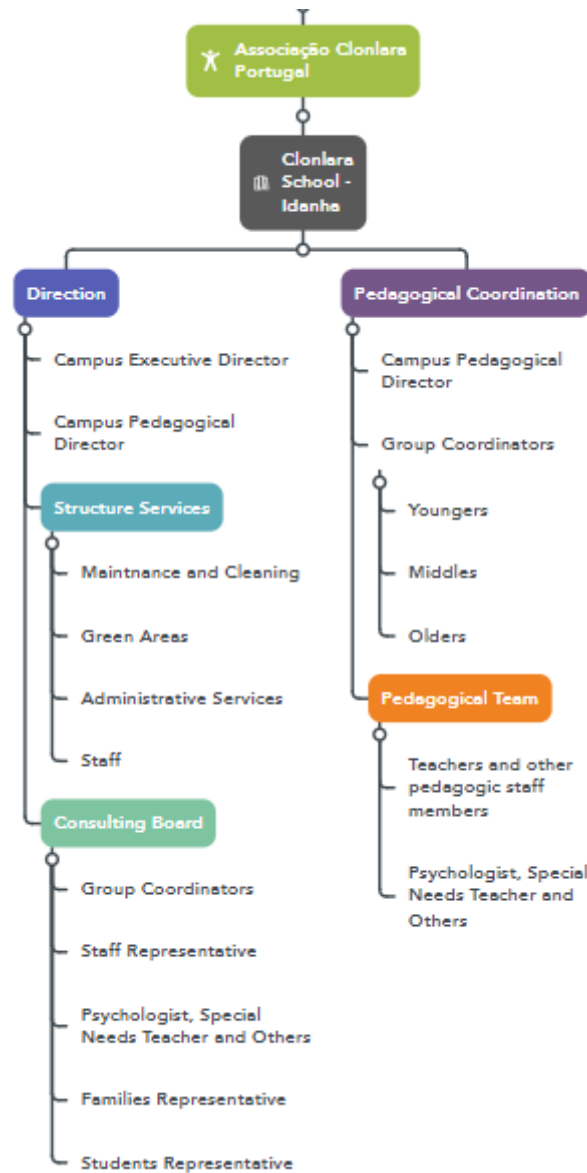 Associação Clonlara
Portugal
Clonlara
School -
Idanha
Direction
Campus Executive Director
Campus Pedagogical
Director
Structure Services
Maintnance and Cleaning
Green Areas
Administrative Services
Staff
Consulting Board
Group Coordinators
Staff Representative
Psychologist, Special
Needs Teacher and Others
Families Representative
Students Representative
Pedagogical Coordination
Campus Pedagogical
Director
Group Coordinators
Youngers
Middles
Olders
Pedagogical Team
Teachers and other
pedagogic staff
members
Psychologist, Special
Needs Teacher and
Others